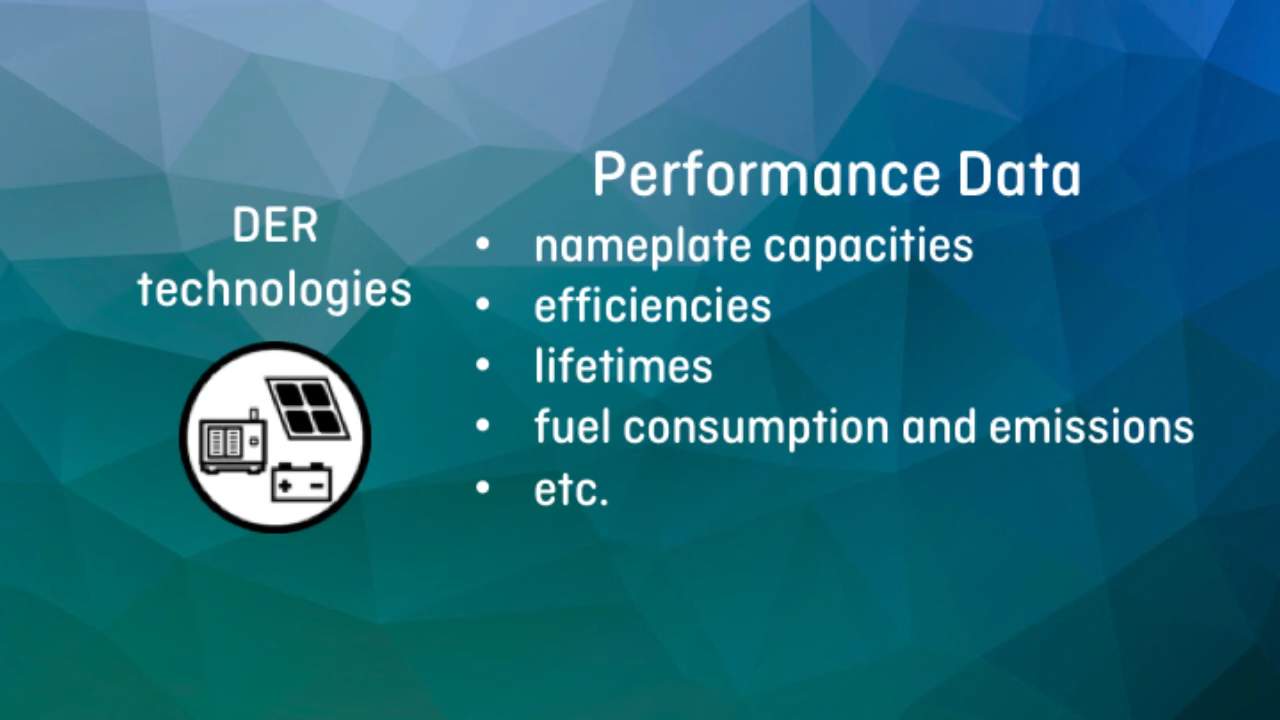 DER
technologies
Performance Data
• nameplate capacities
• efficiencies
• lifetimes
• fuel consumption and emissions
• etc.